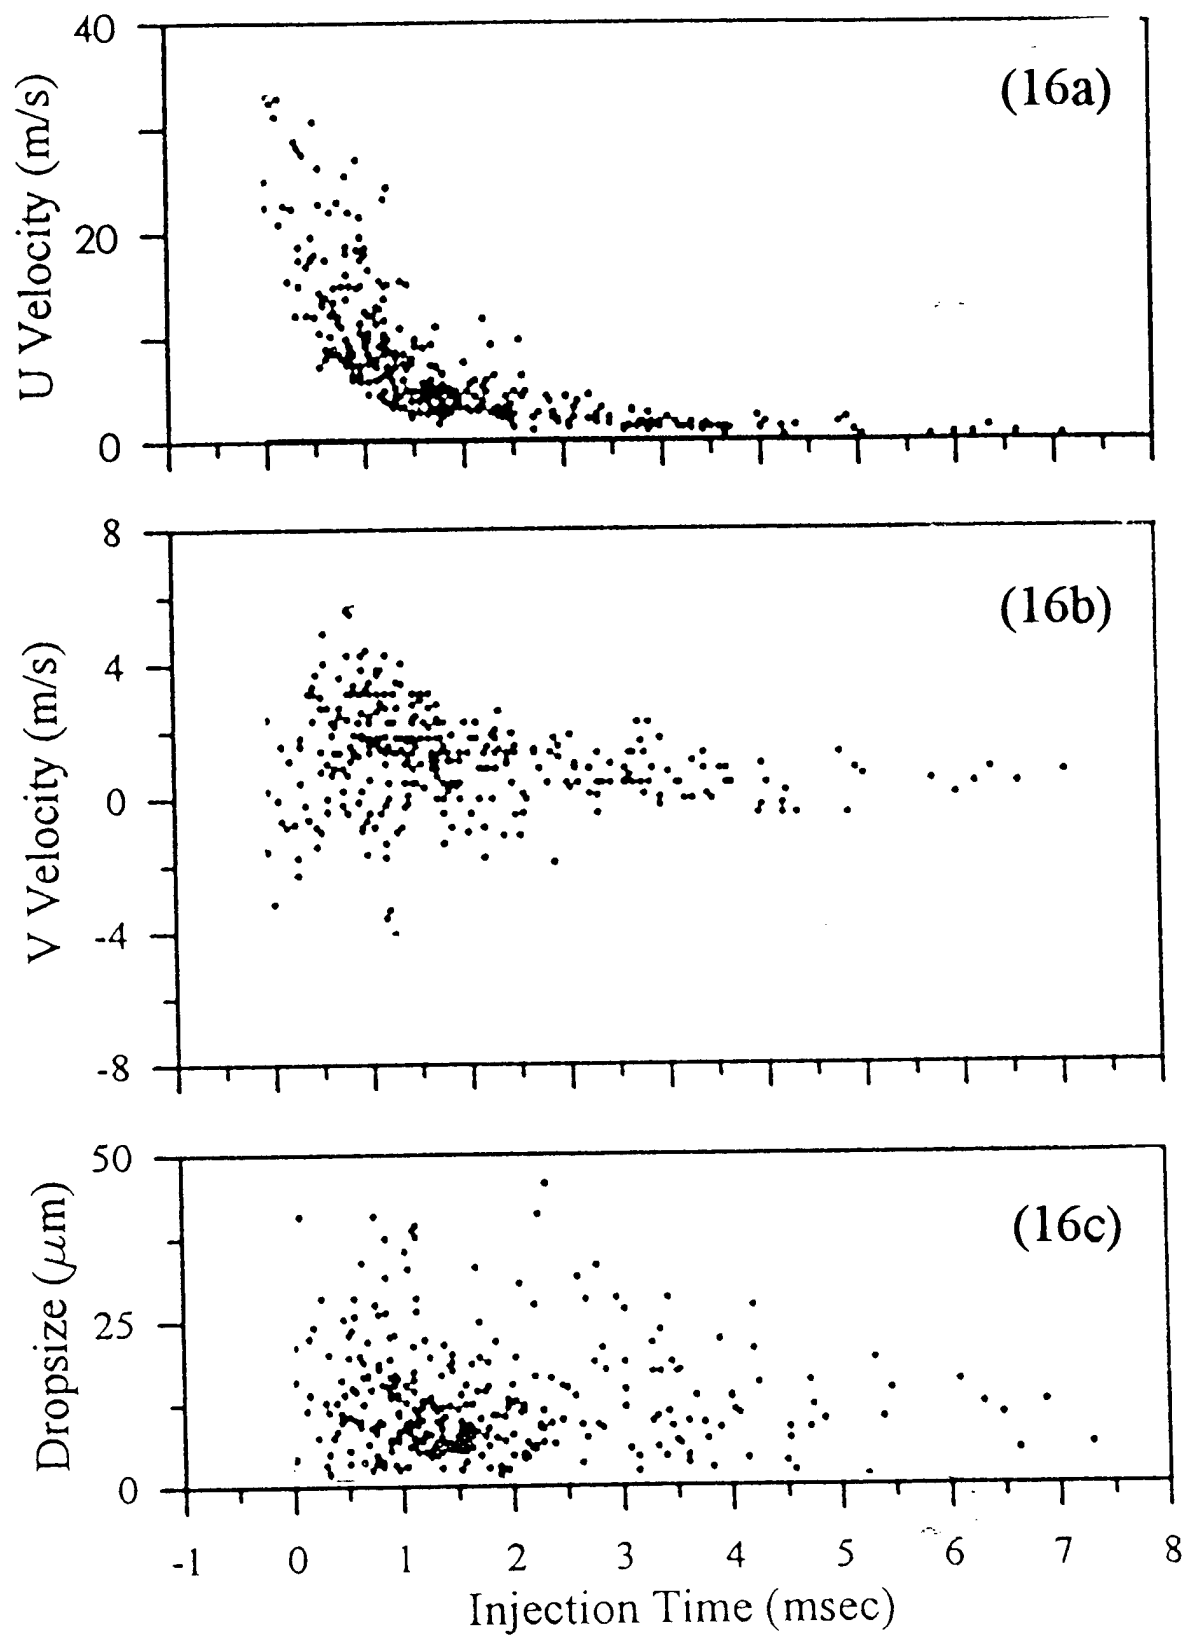 40
20
0
U Velocity (m/s)
(16a)
8
4
0
-4
-8
V Velocity (m/s)
(16b)
50
25
0
Dropsize (μm)
(16c)
-1 0 1 2 3 4 5 6 7 8
Injection Time (msec)